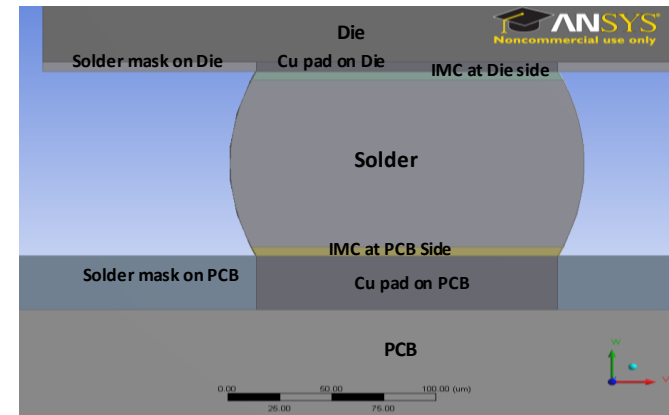 Die
ANSYS
Noncommercial use only
Solder mask on Die
Cu pad on Die
IMC at Die side
Solder
IMC at PCB Side
Solder mask on PCB
Cu pad on PCB
PCB
0.00 50.00 100.00 (um)
25.00 75.00